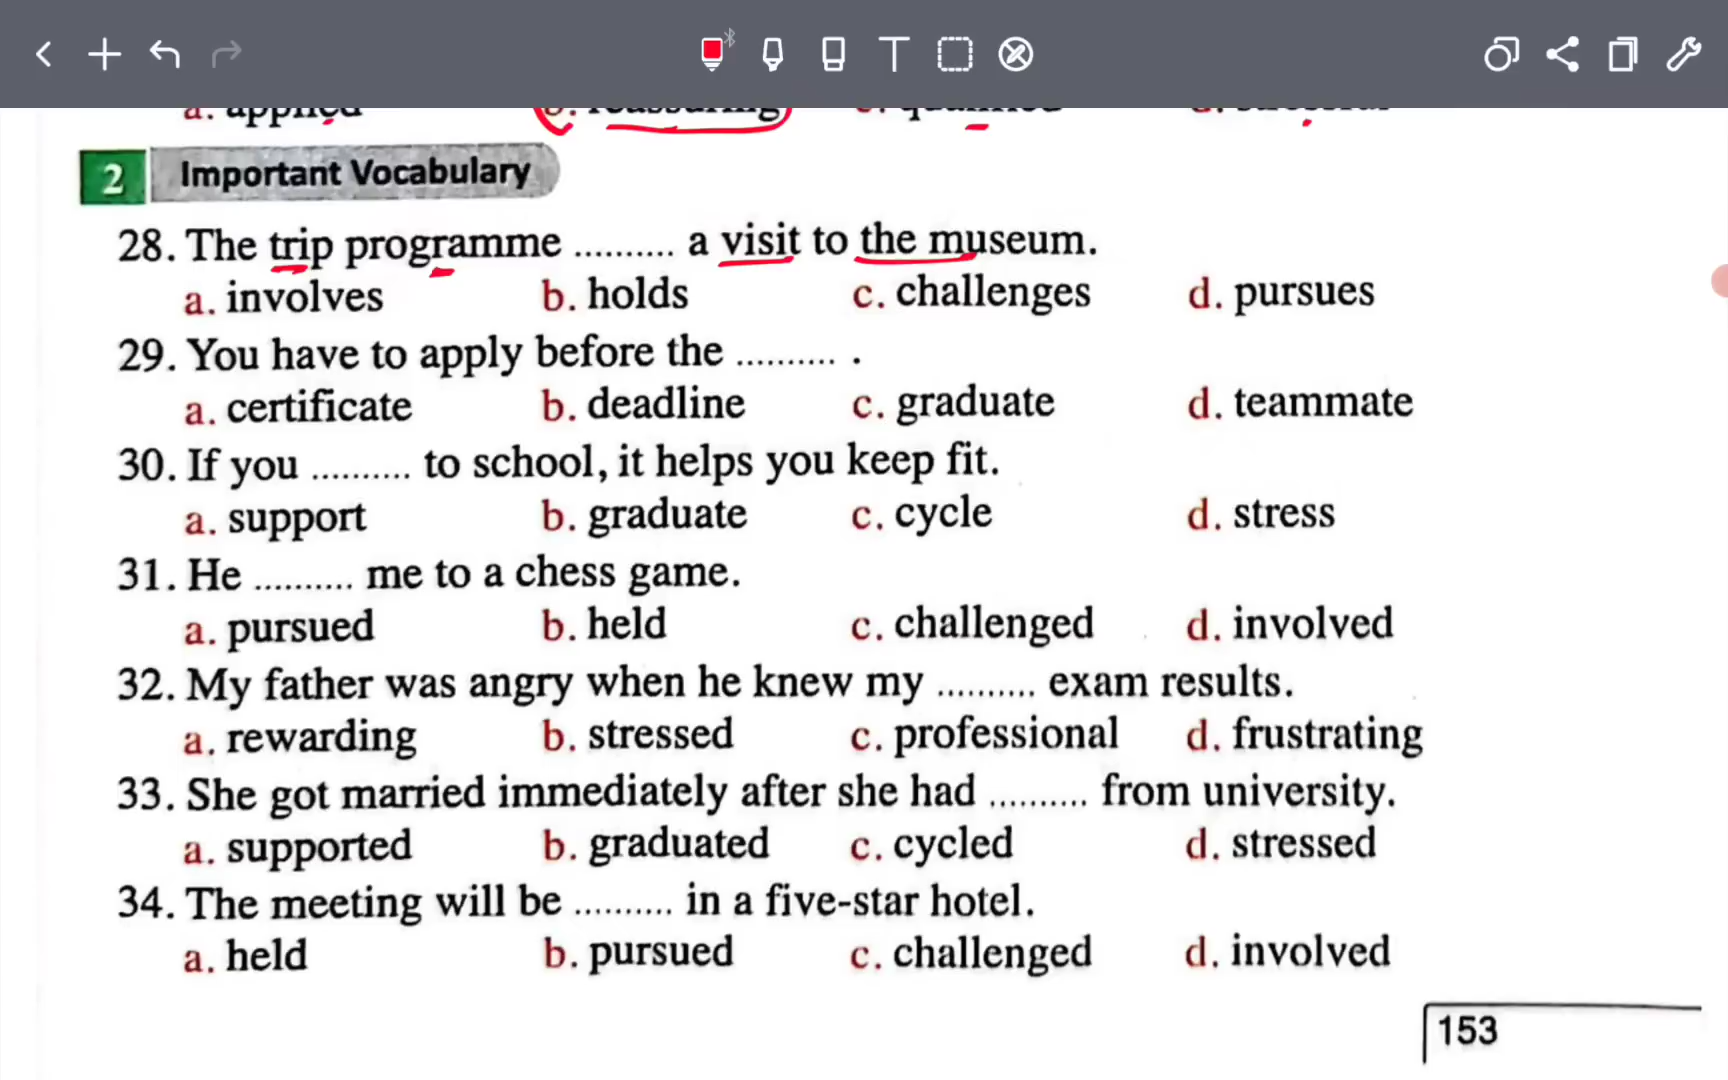 2 Important Vocabulary
28. The trip programme .......... a visit to the museum.
a. involves b. holds c. challenges d. pursues
29. You have to apply before the .......... .
a. certificate b. deadline c. graduate d. teammate
30. If you .......... to school, it helps you keep fit.
a. support b. graduate c. cycle d. stress
31. He .......... me to a chess game.
a. pursued b. held c. challenged d. involved
32. My father was angry when he knew my .......... exam results.
a. rewarding b. stressed c. professional d. frustrating
33. She got married immediately after she had .......... from university.
a. supported b. graduated c. cycled d. stressed
34. The meeting will be .......... in a five-star hotel.
a. held b. pursued c. challenged d. involved
153